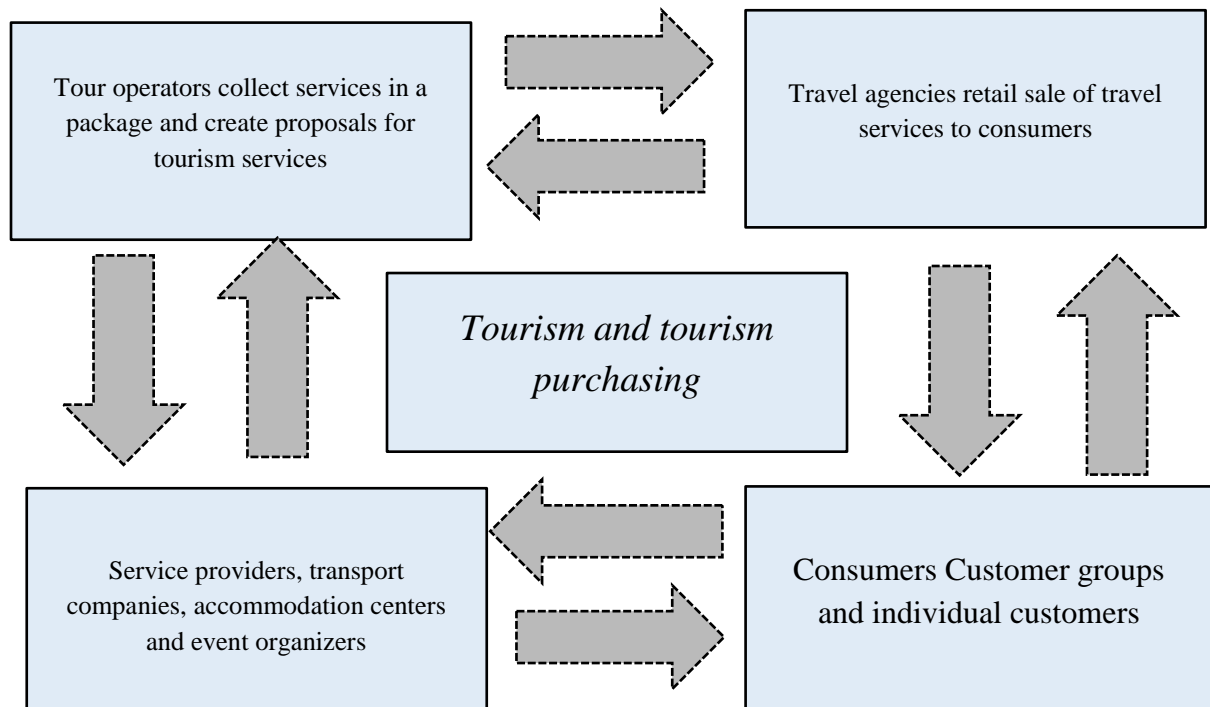 Tour operators collect services in a
package and create proposals for
tourism services
Travel agencies retail sale of travel
services to consumers
Tourism and tourism
purchasing
Service providers, transport
companies, accommodation centers
and event organizers
Consumers Customer groups
and individual customers